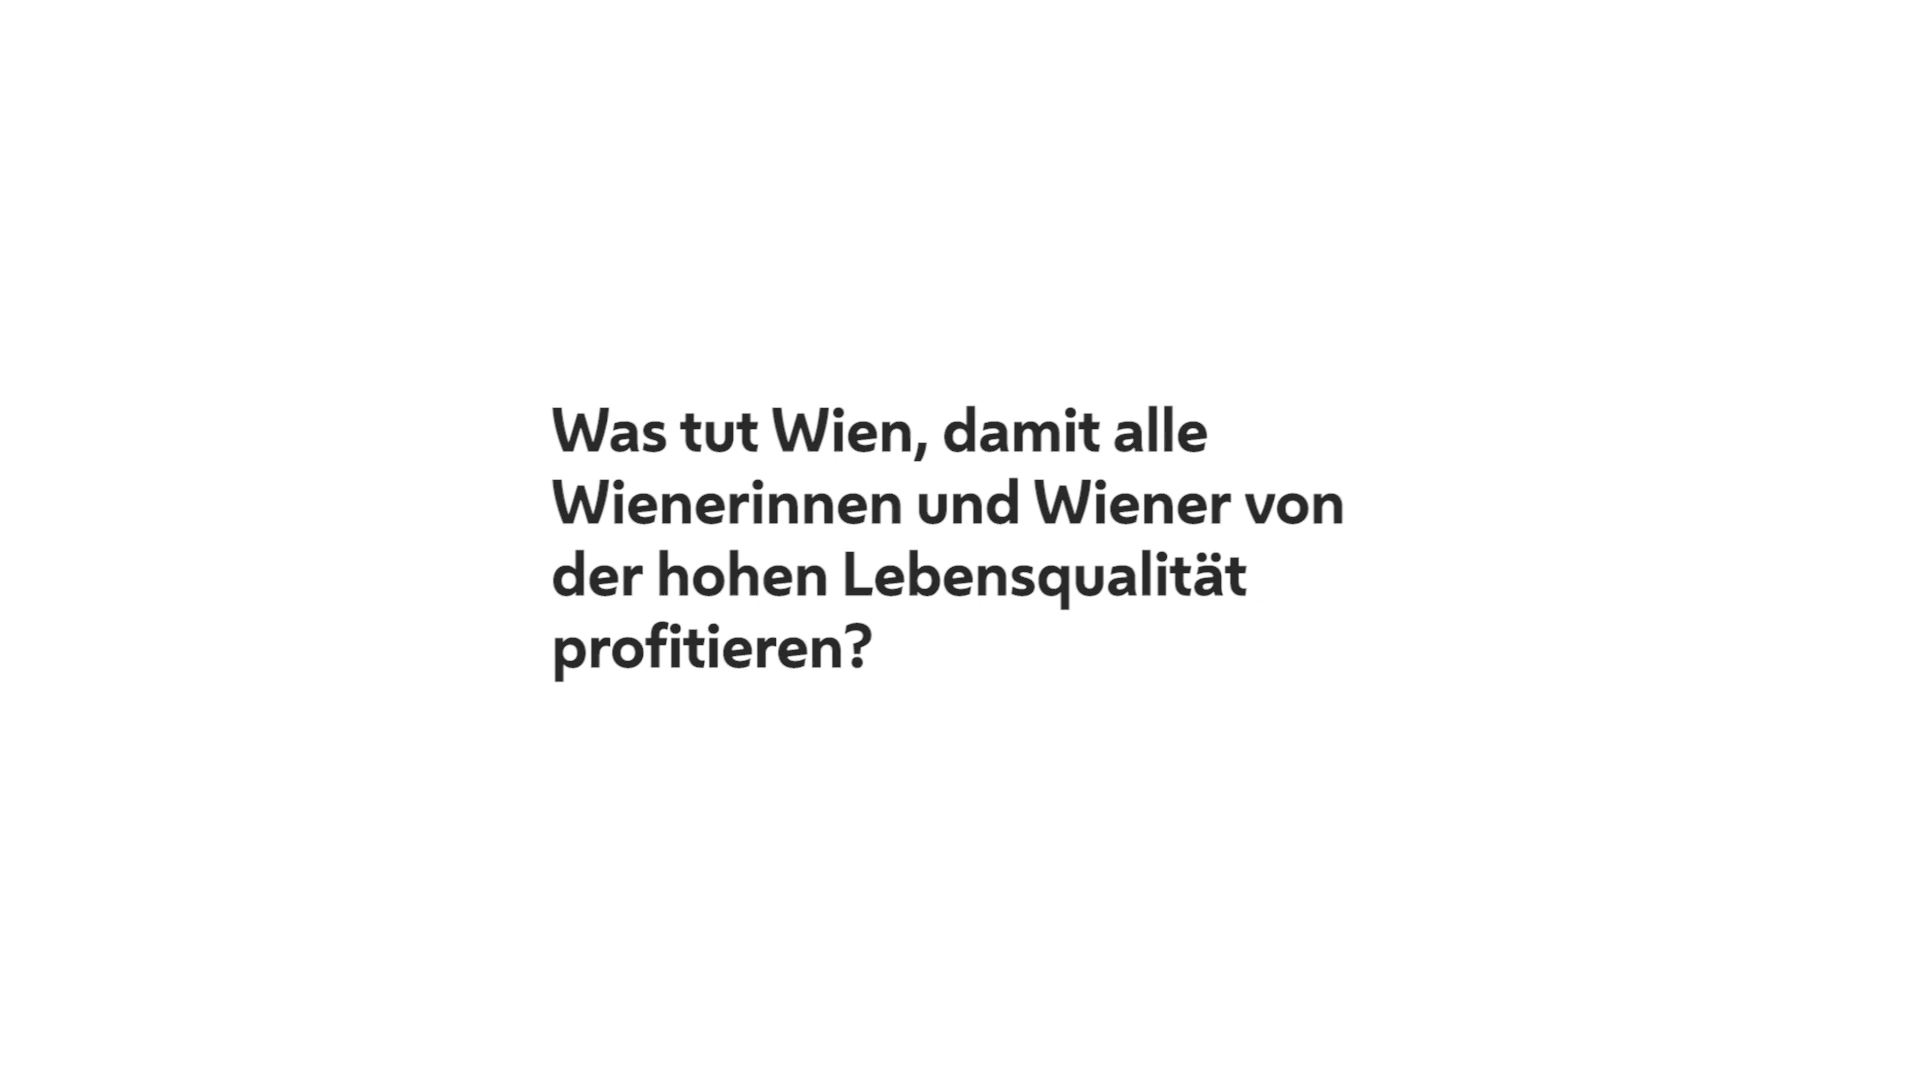 Was tut Wien, damit alle
Wienerinnen und Wiener von
der hohen Lebensqualität
profitieren?